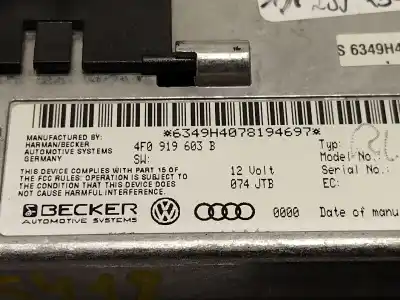 S 6349H4
*6349H4078194697*
MANUFACTURED BY:
HARMAN/BECKER
AUTOMOTIVE SYSTEMS
GERMANY
4F0 919 603 B
SW:
Typ:
Model No.:
THIS DEVICE COMPLIES WITH PART 15 OF
THE FCC RULES: OPERATION IS SUBJECT
TO THE CONDITION THAT THIS DEVICE DOES
NOT CAUSE HARMFUL INTERFERENCE.
12 Volt
074 JTB
Serial No.:
EC:
BECKER
AUTOMOTIVE SYSTEMS
0000
Date of manu